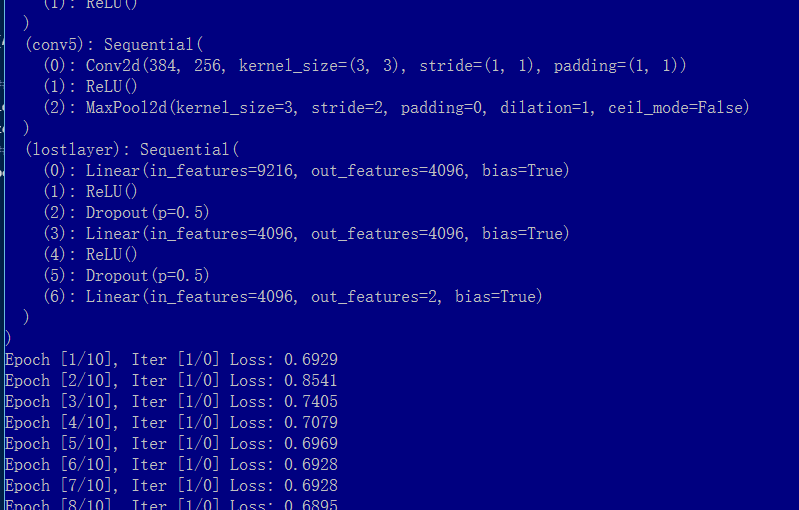 (1): ReLU()
)
(conv5): Sequential(
(0): Conv2d(384, 256, kernel_size=(3, 3), stride=(1, 1), padding=(1, 1))
(1): ReLU()
(2): MaxPool2d(kernel_size=3, stride=2, padding=0, dilation=1, ceil_mode=False)
)
(lostlayer): Sequential(
(0): Linear(in_features=9216, out_features=4096, bias=True)
(1): ReLU()
(2): Dropout(p=0.5)
(3): Linear(in_features=4096, out_features=4096, bias=True)
(4): ReLU()
(5): Dropout(p=0.5)
(6): Linear(in_features=4096, out_features=2, bias=True)
)
)
Epoch [1/10], Iter [1/0] Loss: 0.6929
Epoch [2/10], Iter [1/0] Loss: 0.8541
Epoch [3/10], Iter [1/0] Loss: 0.7405
Epoch [4/10], Iter [1/0] Loss: 0.7079
Epoch [5/10], Iter [1/0] Loss: 0.6969
Epoch [6/10], Iter [1/0] Loss: 0.6928
Epoch [7/10], Iter [1/0] Loss: 0.6928
Epoch [8/10], Iter [1/0] Loss: 0.6895